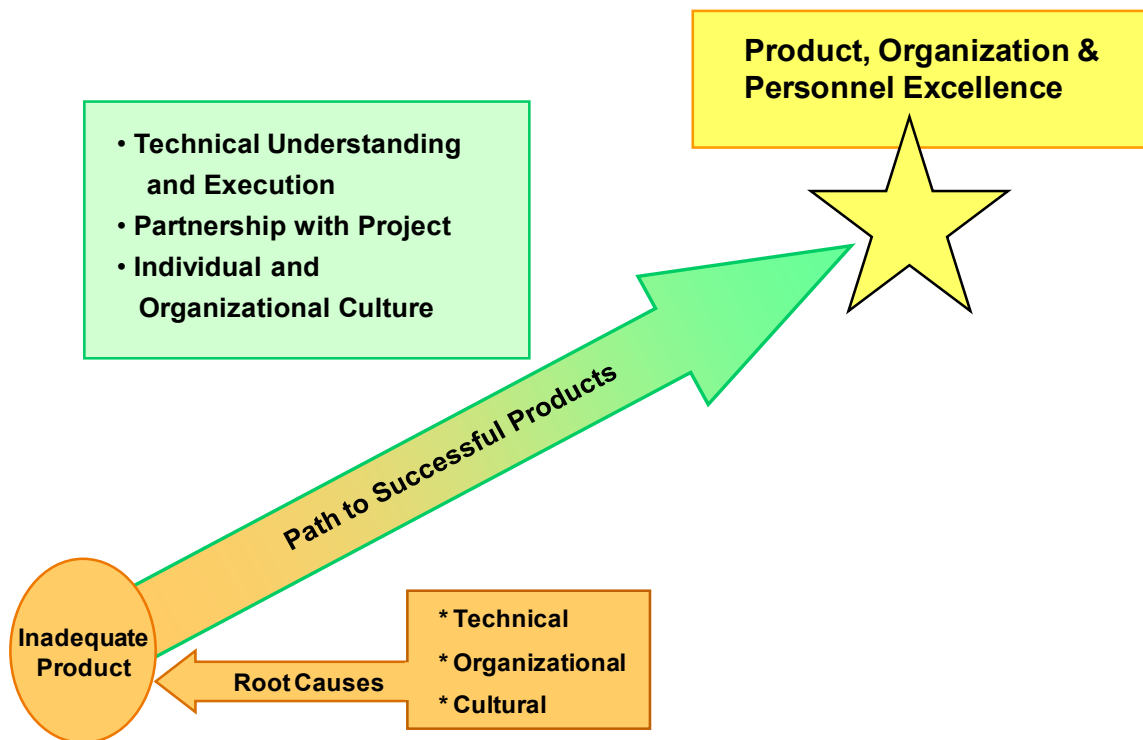 Product, Organization &
Personnel Excellence
• Technical Understanding
and Execution
• Partnership with Project
• Individual and
Organizational Culture
Path to Successful Products
Inadequate
Product
Root Causes
* Technical
* Organizational
* Cultural